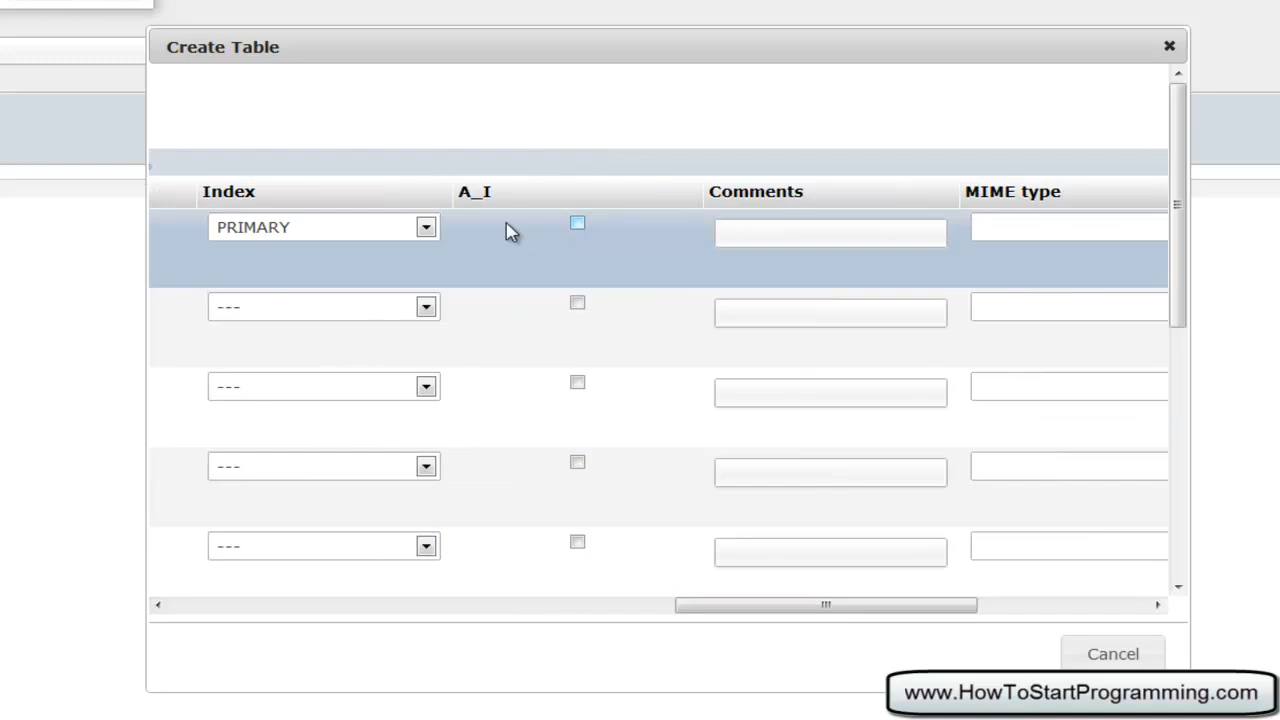 Create Table
Index A_I Comments MIME type
PRIMARY
---
---
---
---
Cancel
www.HowToStartProgramming.com